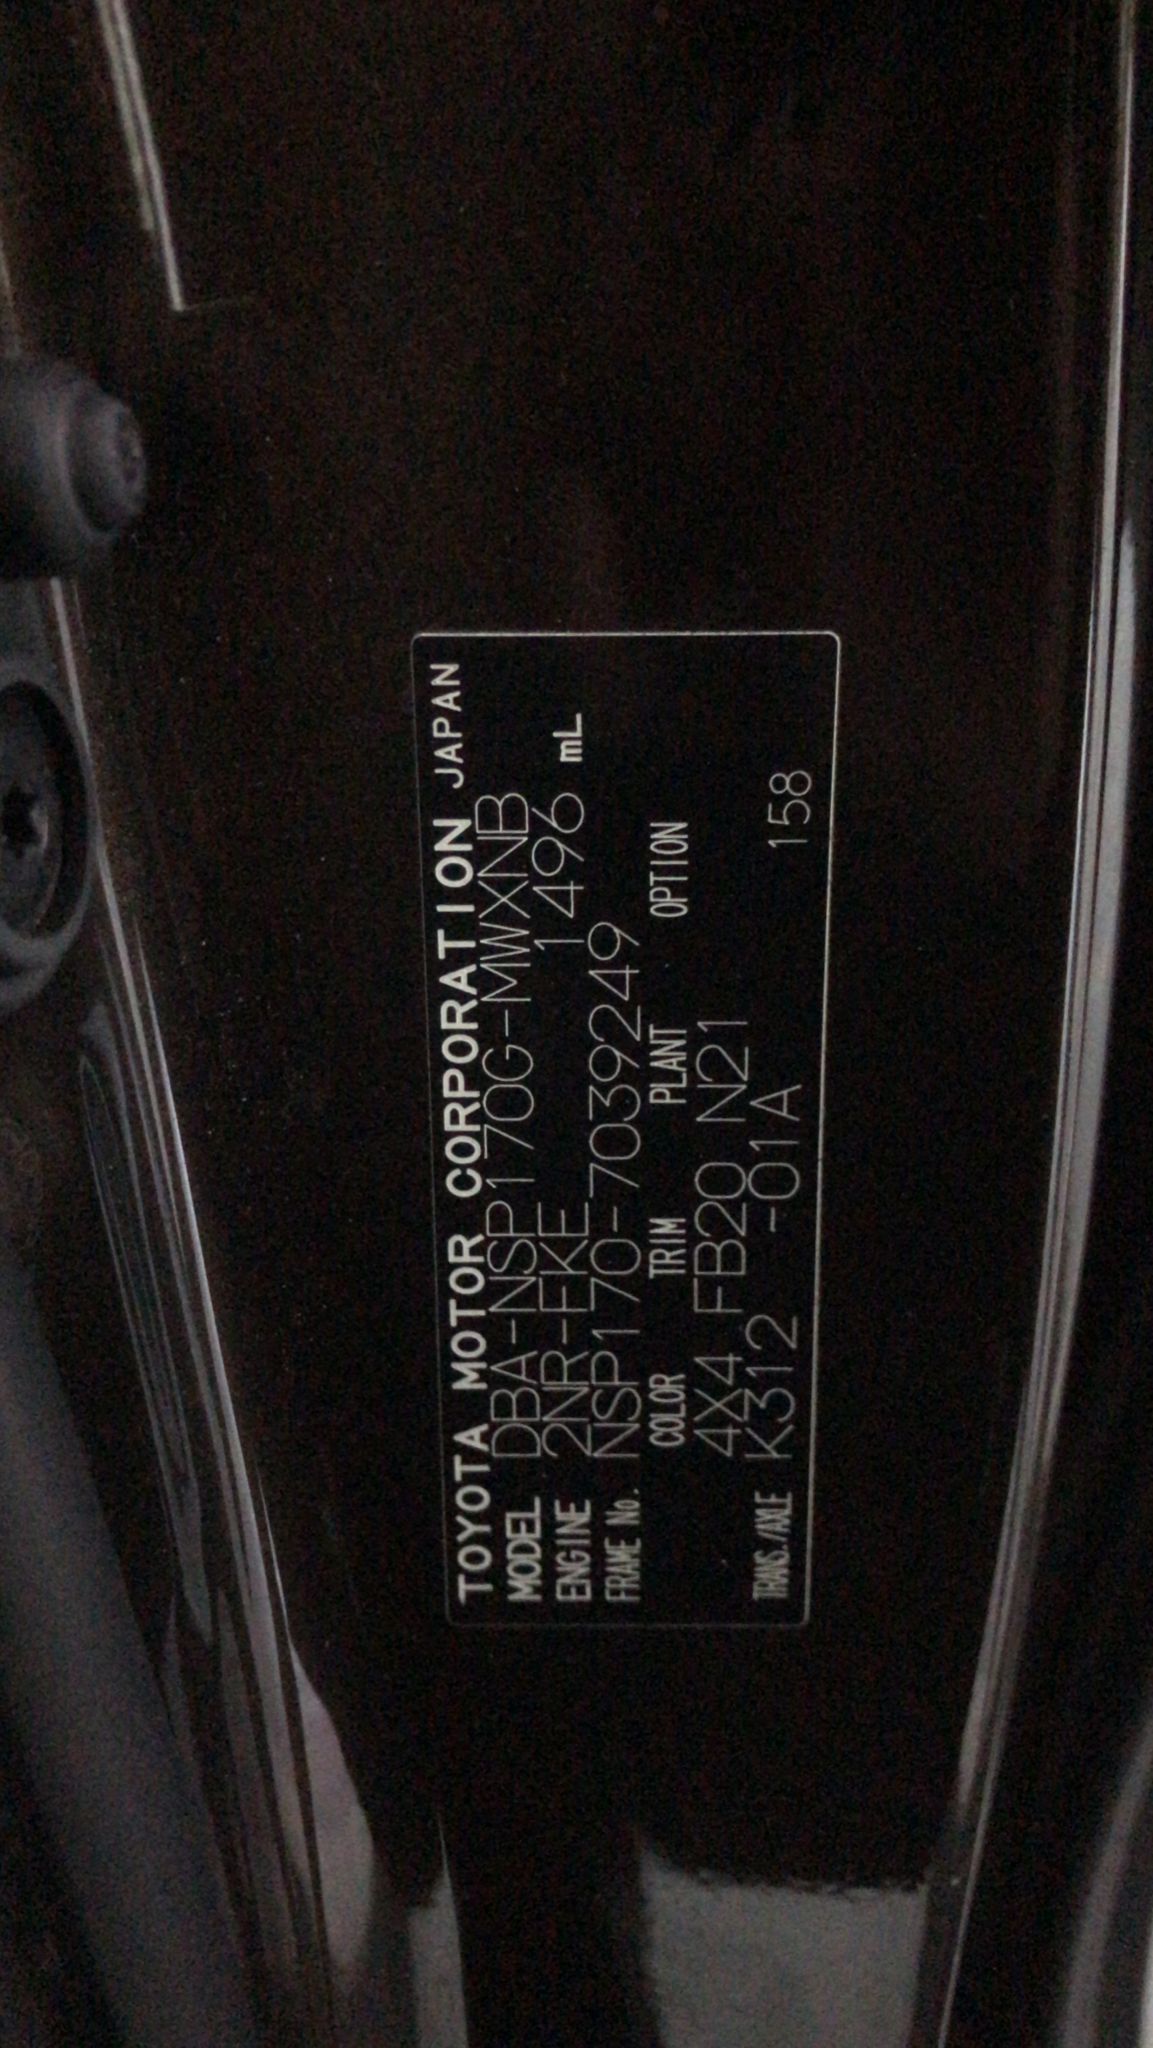 TOYOTA MOTOR CORPORATION JAPAN
MODEL DBA-NSP170G-MWXNB
ENGINE 2NR-FKE 1496 mL
FRAME No. NSP170-7039249
COLOR TRIM PLANT OPTION
4X4 FB20 N21
TRANS./AXLE K312 -01A 158